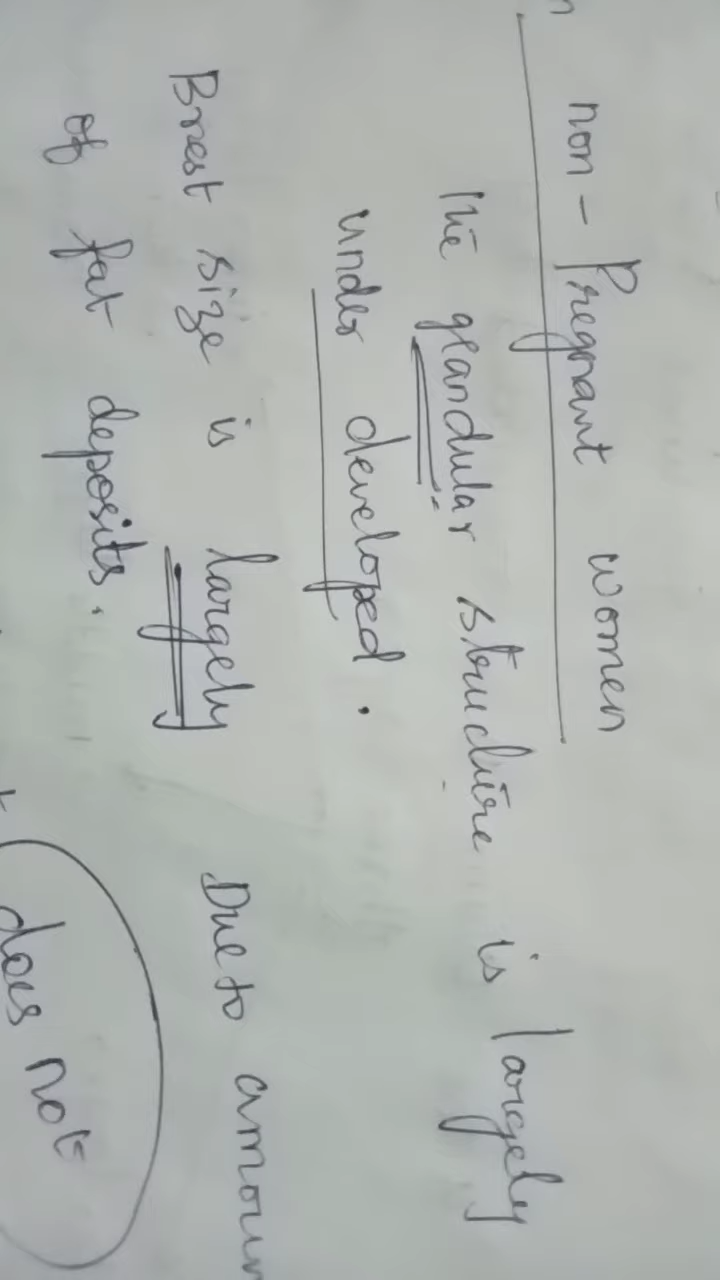 non - Pregnant women
The glandular structure is largely
under developed.
Brest size is largely Due to amoun
of fat deposits.
does not